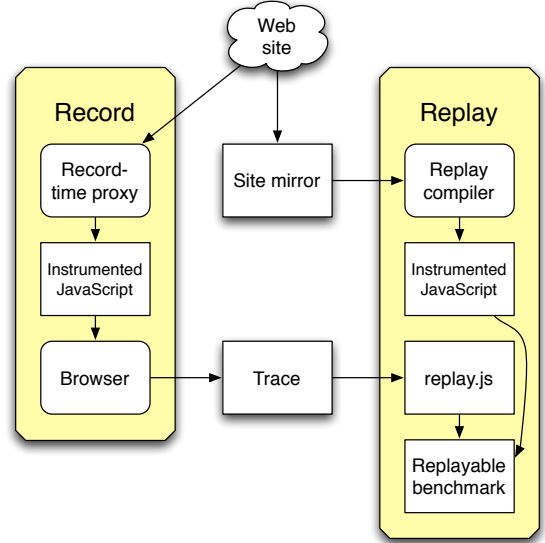 Web
site
Record
Record-
time proxy
Instrumented
JavaScript
Browser
Site mirror
Trace
Replay
Replay
compiler
Instrumented
JavaScript
replay.js
Replayable
benchmark